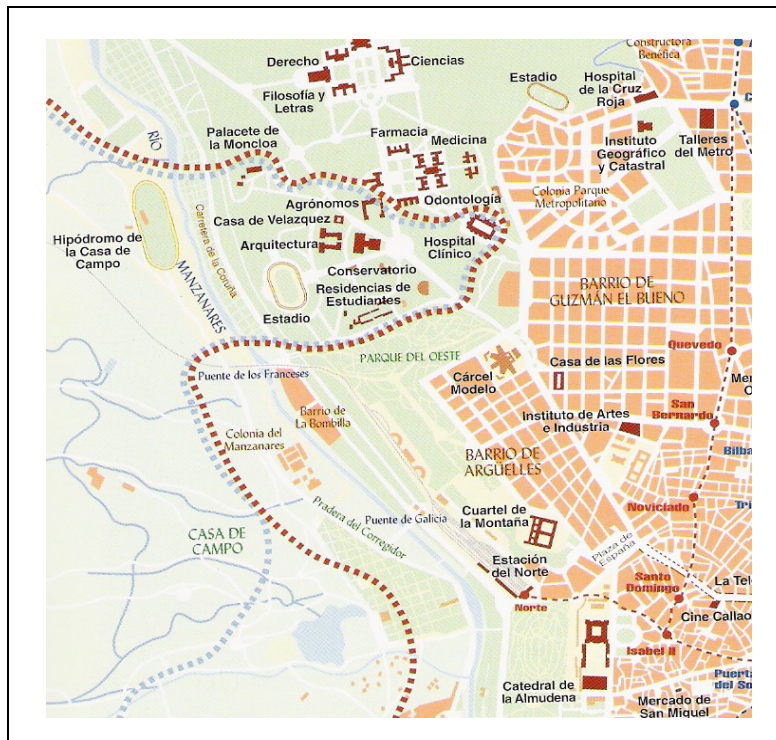 Constructora
Benéfica
Derecho
Ciencias
Estadio
Hospital
de la Cruz
Roja
Filosofía y
Letras
RÍO
Palacete de
la Moncloa
Farmacia
Medicina
Instituto
Geográfico
y Catastral
Talleres
del Metro
Colonia Parque
Metropolitano
Agrónomos
Odontología
Casa de Velazquez
Carretera de la Coruña
Hipódromo de
la Casa de
Campo
Arquitectura
Hospital
Clínico
MANZANARES
Conservatorio
Residencias de
Estudiantes
Estadio
BARRIO DE
GUZMÁN EL BUENO
Quevedo
PARQUE DEL OESTE
Casa de las Flores
Puente de los Franceses
Cárcel
Modelo
San
Bernardo
Barrio de
La Bombilla
Instituto de Artes
e Industria
Colonia del
Manzanares
BARRIO DE
ARGÜELLES
Noviciado
Pradera del Corregidor
Puente de Galicia
Cuartel de
la Montaña
CASA DE
CAMPO
Plaza de
España
Estación
del Norte
Santo
Domingo
Norte
Cine Callao
Isabel II
Catedral de
la Almudena
Mercado de
San Miguel